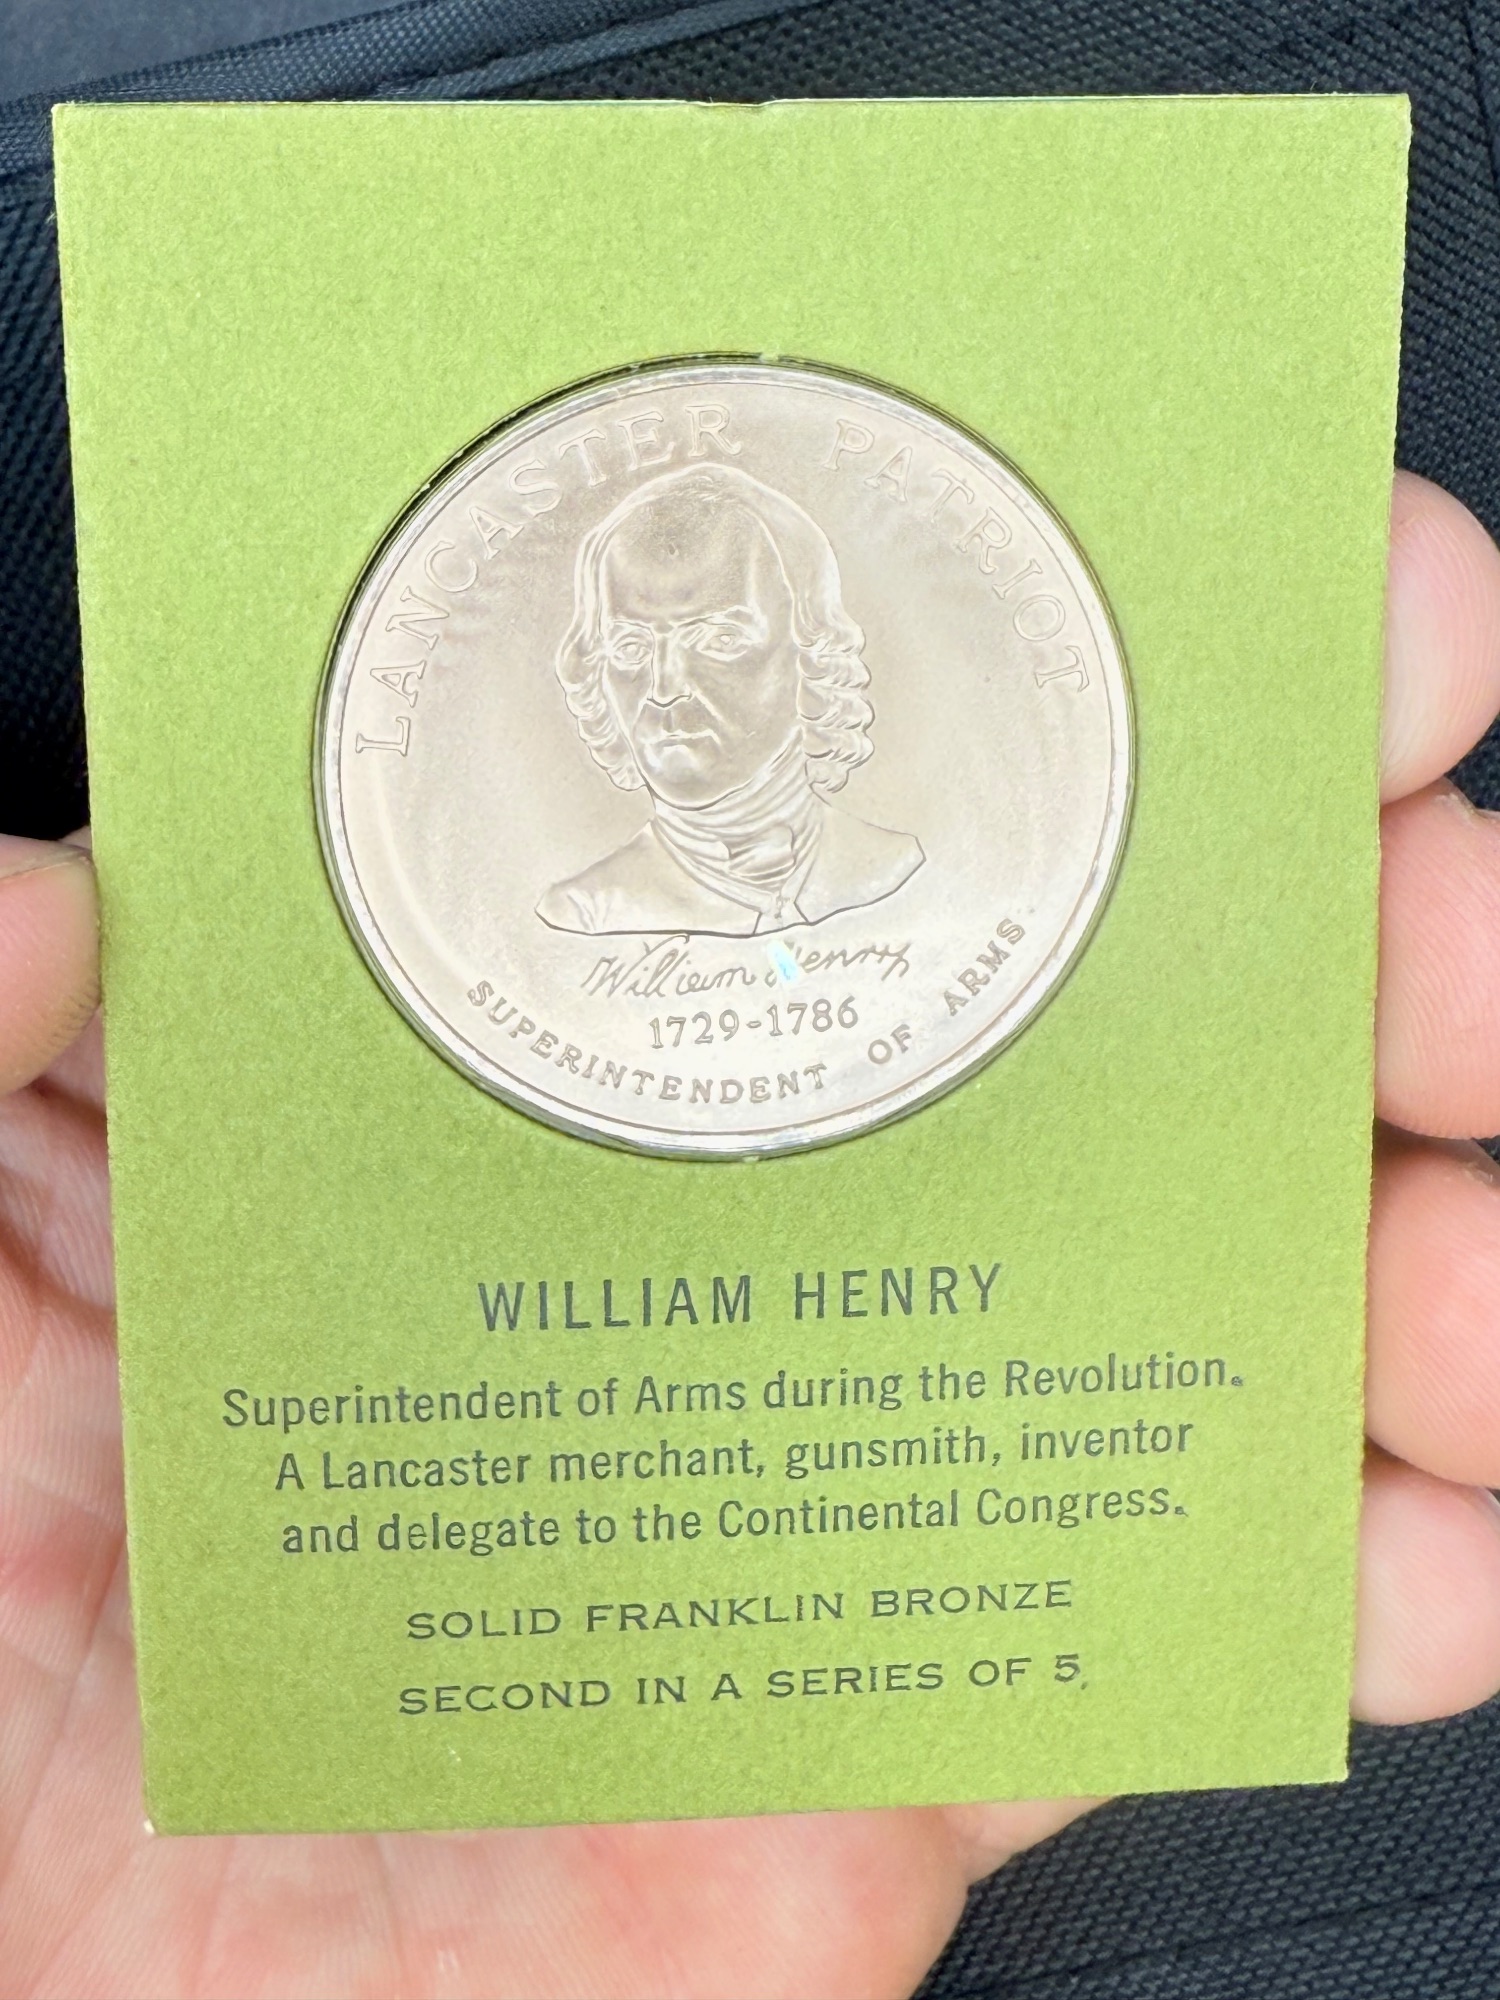 LANCASTER PATRIOT
William Henry
1729-1786
SUPERINTENDENT OF ARMS
WILLIAM HENRY
Superintendent of Arms during the Revolution.
A Lancaster merchant, gunsmith, inventor
and delegate to the Continental Congress.
SOLID FRANKLIN BRONZE
SECOND IN A SERIES OF 5.